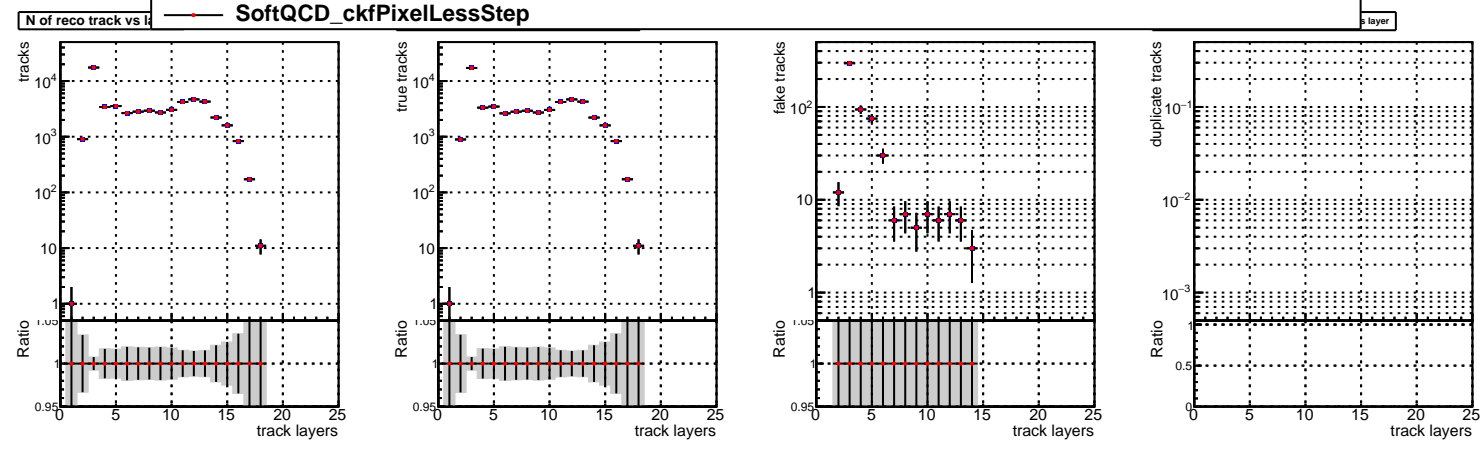 SoftQCD_ckfPixelLessStep
N of reco track vs la
s layer
tracks
10⁴
10³
10²
10
1
Ratio
1.05
1
0.95
0 5 10 15 20 25
track layers
true tracks
10⁴
10³
10²
10
1
Ratio
1.05
1
0.95
0 5 10 15 20 25
track layers
fake tracks
10²
10
1
Ratio
1.05
1
0.95
0 5 10 15 20 25
track layers
duplicate tracks
10⁻¹
10⁻²
10⁻³
Ratio
1
0.5
0
0 5 10 15 20 25
track layers